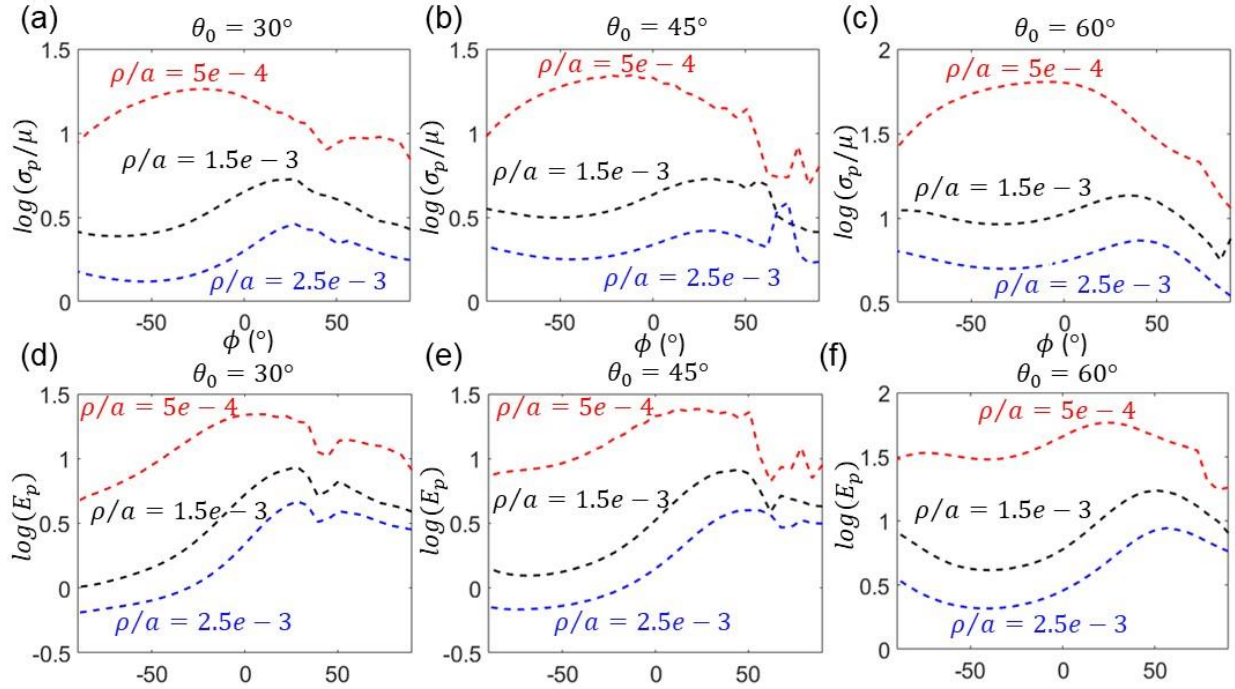 (a) θ₀ = 30° (b) θ₀ = 45° (c) θ₀ = 60°
1.5 1.5 2
ρ/a = 5e − 4 ρ/a = 5e − 4 ρ/a = 5e − 4
log(σₚ/μ) log(σₚ/μ) log(σₚ/μ)
1 1 1.5
ρ/a = 1.5e − 3 ρ/a = 1.5e − 3 ρ/a = 1.5e − 3
0.5 0.5 1
ρ/a = 2.5e − 3 ρ/a = 2.5e − 3 ρ/a = 2.5e − 3
0 0 0.5
-50 0 50 -50 0 50 -50 0 50
ϕ (°) ϕ (°) ϕ (°)
(d) θ₀ = 30° (e) θ₀ = 45° (f) θ₀ = 60°
1.5 1.5 2
ρ/a = 5e − 4 ρ/a = 5e − 4 ρ/a = 5e − 4
1 1 1.5
log(Eₚ) log(Eₚ) log(Eₚ)
ρ/a = 1.5e − 3 ρ/a = 1.5e − 3 ρ/a = 1.5e − 3
0.5 0.5 1
0 0 0.5
ρ/a = 2.5e − 3 ρ/a = 2.5e − 3 ρ/a = 2.5e − 3
-0.5 -0.5 0
-50 0 50 -50 0 50 -50 0 50